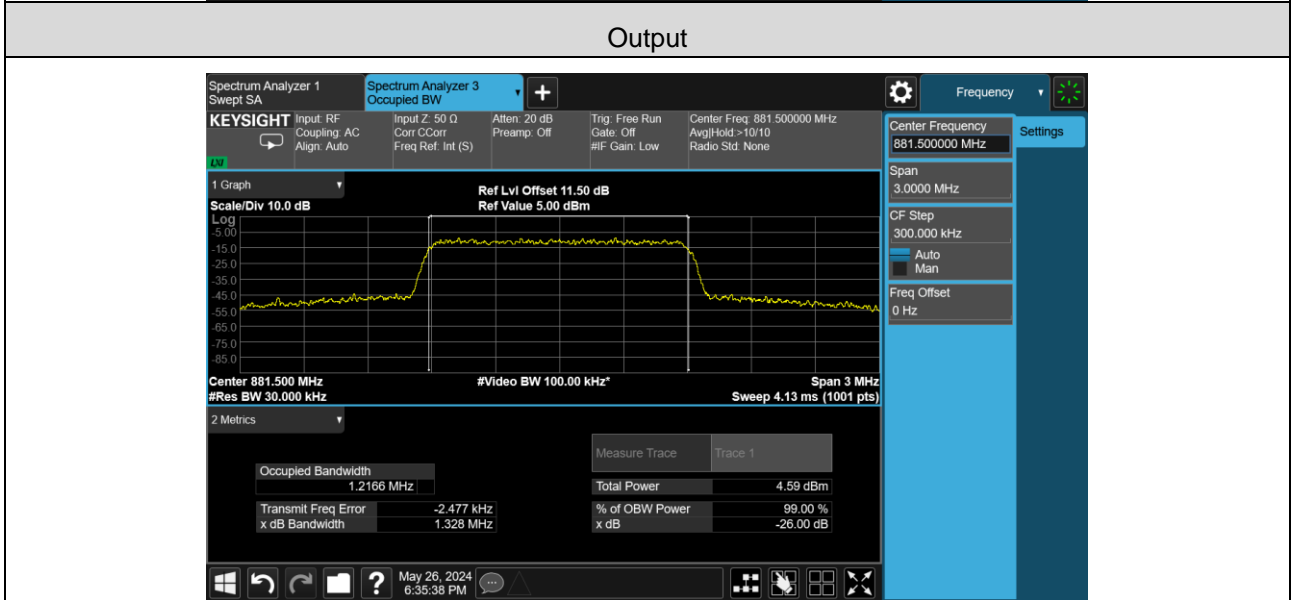 Output
Spectrum Analyzer 1
Swept SA
Spectrum Analyzer 3
Occupied BW
Frequency
KEYSIGHT
Input: RF
Coupling: AC
Align: Auto
Input Z: 50 Ω
Corr CCorr
Freq Ref: Int (S)
Atten: 20 dB
Preamp: Off
Trig: Free Run
Gate: Off
#IF Gain: Low
Center Freq: 881.500000 MHz
Avg|Hold:>10/10
Radio Std: None
LXI
Center Frequency
881.500000 MHz
Settings
Span
3.0000 MHz
CF Step
300.000 kHz
Auto
Man
Freq Offset
0 Hz
1 Graph
Scale/Div 10.0 dB
Ref Lvl Offset 11.50 dB
Ref Value 5.00 dBm
Log
-5.00
-15.0
-25.0
-35.0
-45.0
-55.0
-65.0
-75.0
-85.0
Center 881.500 MHz
#Video BW 100.00 kHz*
Span 3 MHz
#Res BW 30.000 kHz
Sweep 4.13 ms (1001 pts)
2 Metrics
Measure Trace
Trace 1
Occupied Bandwidth
1.2166 MHz
Total Power
4.59 dBm
Transmit Freq Error
-2.477 kHz
% of OBW Power
99.00 %
x dB Bandwidth
1.328 MHz
x dB
-26.00 dB
?
May 26, 2024
6:35:38 PM